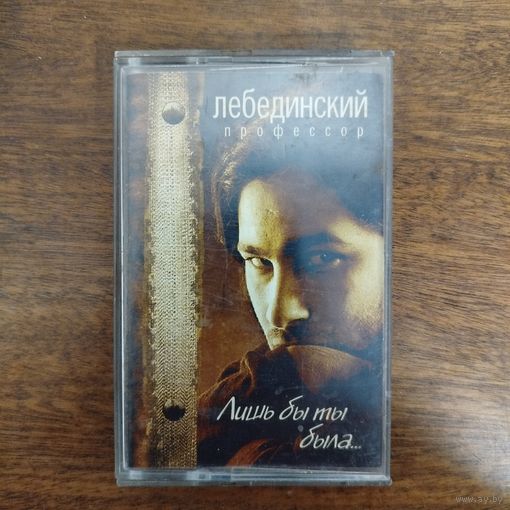 лебединский
профессор
Лишь бы ты
была...
www.ay.by